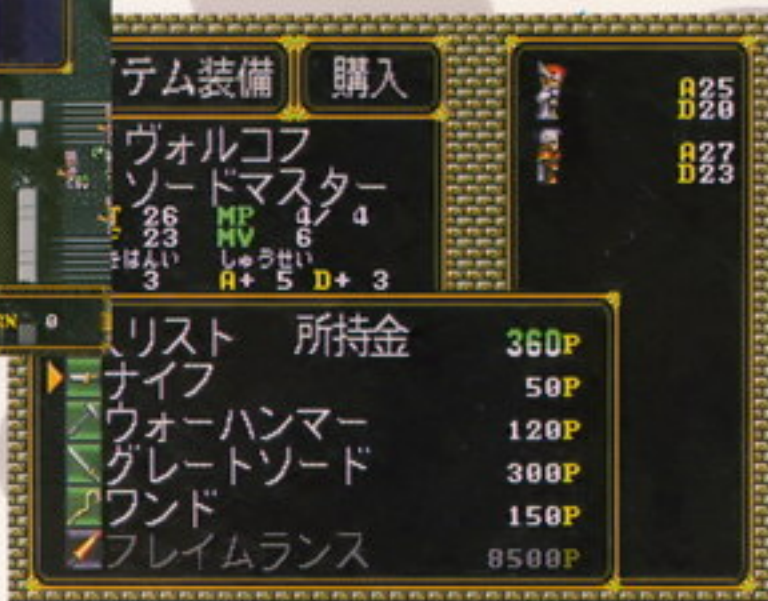 テム装備 購入
A25
D20
A27
D23
ヴォルコフ
ソードマスター
26 MP 4/ 4
23 MV 6
はんい しゅうせい
3 A+ 5 D+ 3
N 0
リスト 所持金 360P
ナイフ 50P
ウォーハンマー 120P
グレートソード 300P
ワンド 150P
フレイムランス 8500P